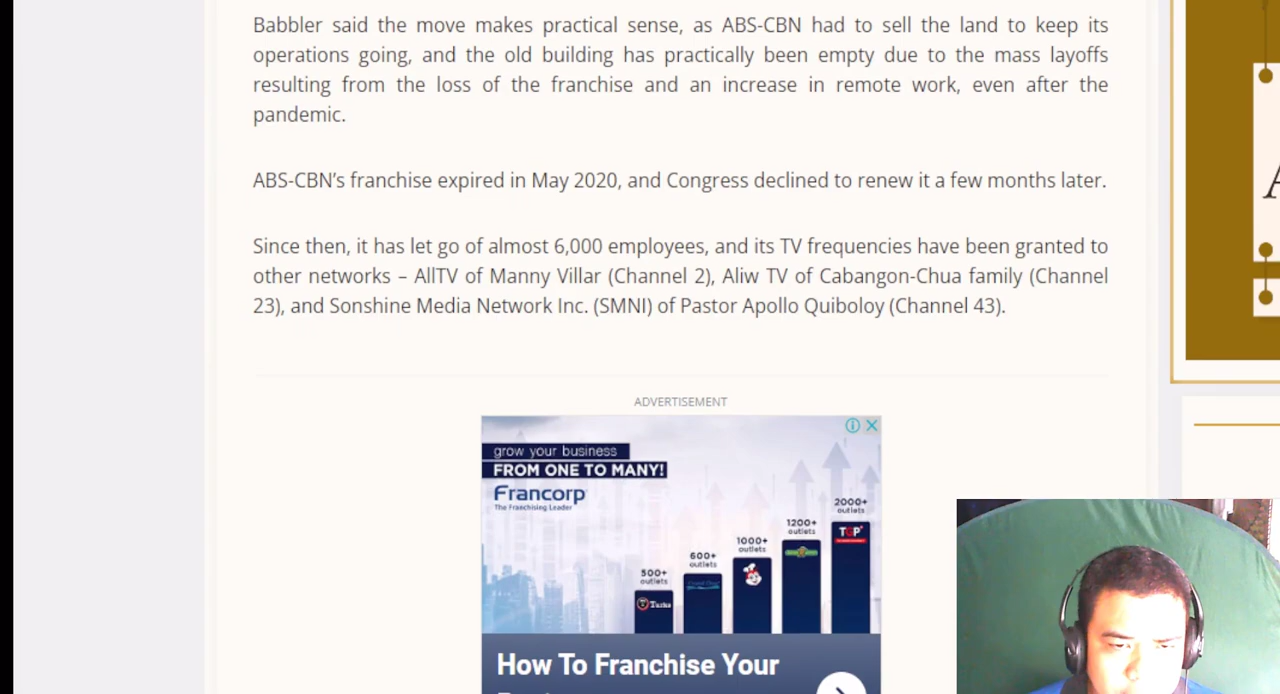 Babbler said the move makes practical sense, as ABS-CBN had to sell the land to keep its
operations going, and the old building has practically been empty due to the mass layoffs
resulting from the loss of the franchise and an increase in remote work, even after the
pandemic.
ABS-CBN’s franchise expired in May 2020, and Congress declined to renew it a few months later.
Since then, it has let go of almost 6,000 employees, and its TV frequencies have been granted to
other networks – AllTV of Manny Villar (Channel 2), Aliw TV of Cabangon-Chua family (Channel
23), and Sonshine Media Network Inc. (SMNI) of Pastor Apollo Quiboloy (Channel 43).
ADVERTISEMENT
grow your business
FROM ONE TO MANY!
Francorp
The Franchising Leader
500+
outlets
600+
outlets
1000+
outlets
1200+
outlets
2000+
outlets
TGP
How To Franchise Your